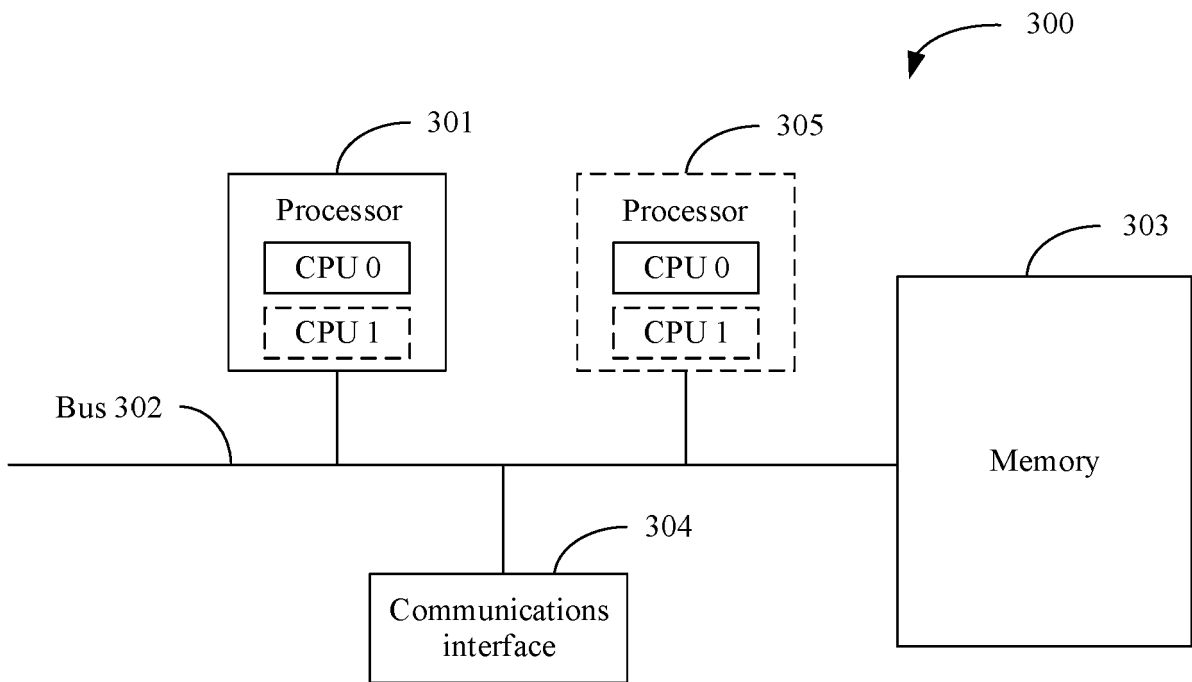 300
301
305
Processor
CPU 0
CPU 1
Processor
CPU 0
CPU 1
303
Bus 302
Memory
304
Communications
interface